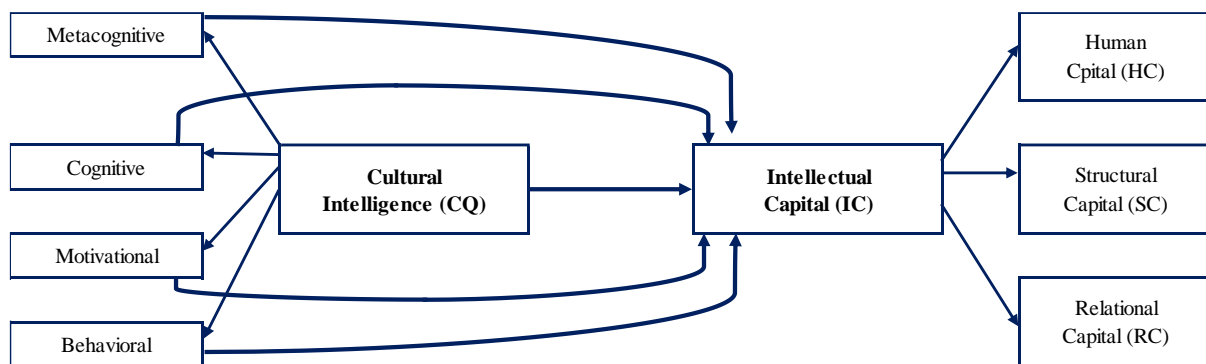 Metacognitive
Cognitive
Motivational
Behavioral
Cultural
Intelligence (CQ)
Intellectual
Capital (IC)
Human
Cpital (HC)
Structural
Capital (SC)
Relational
Capital (RC)